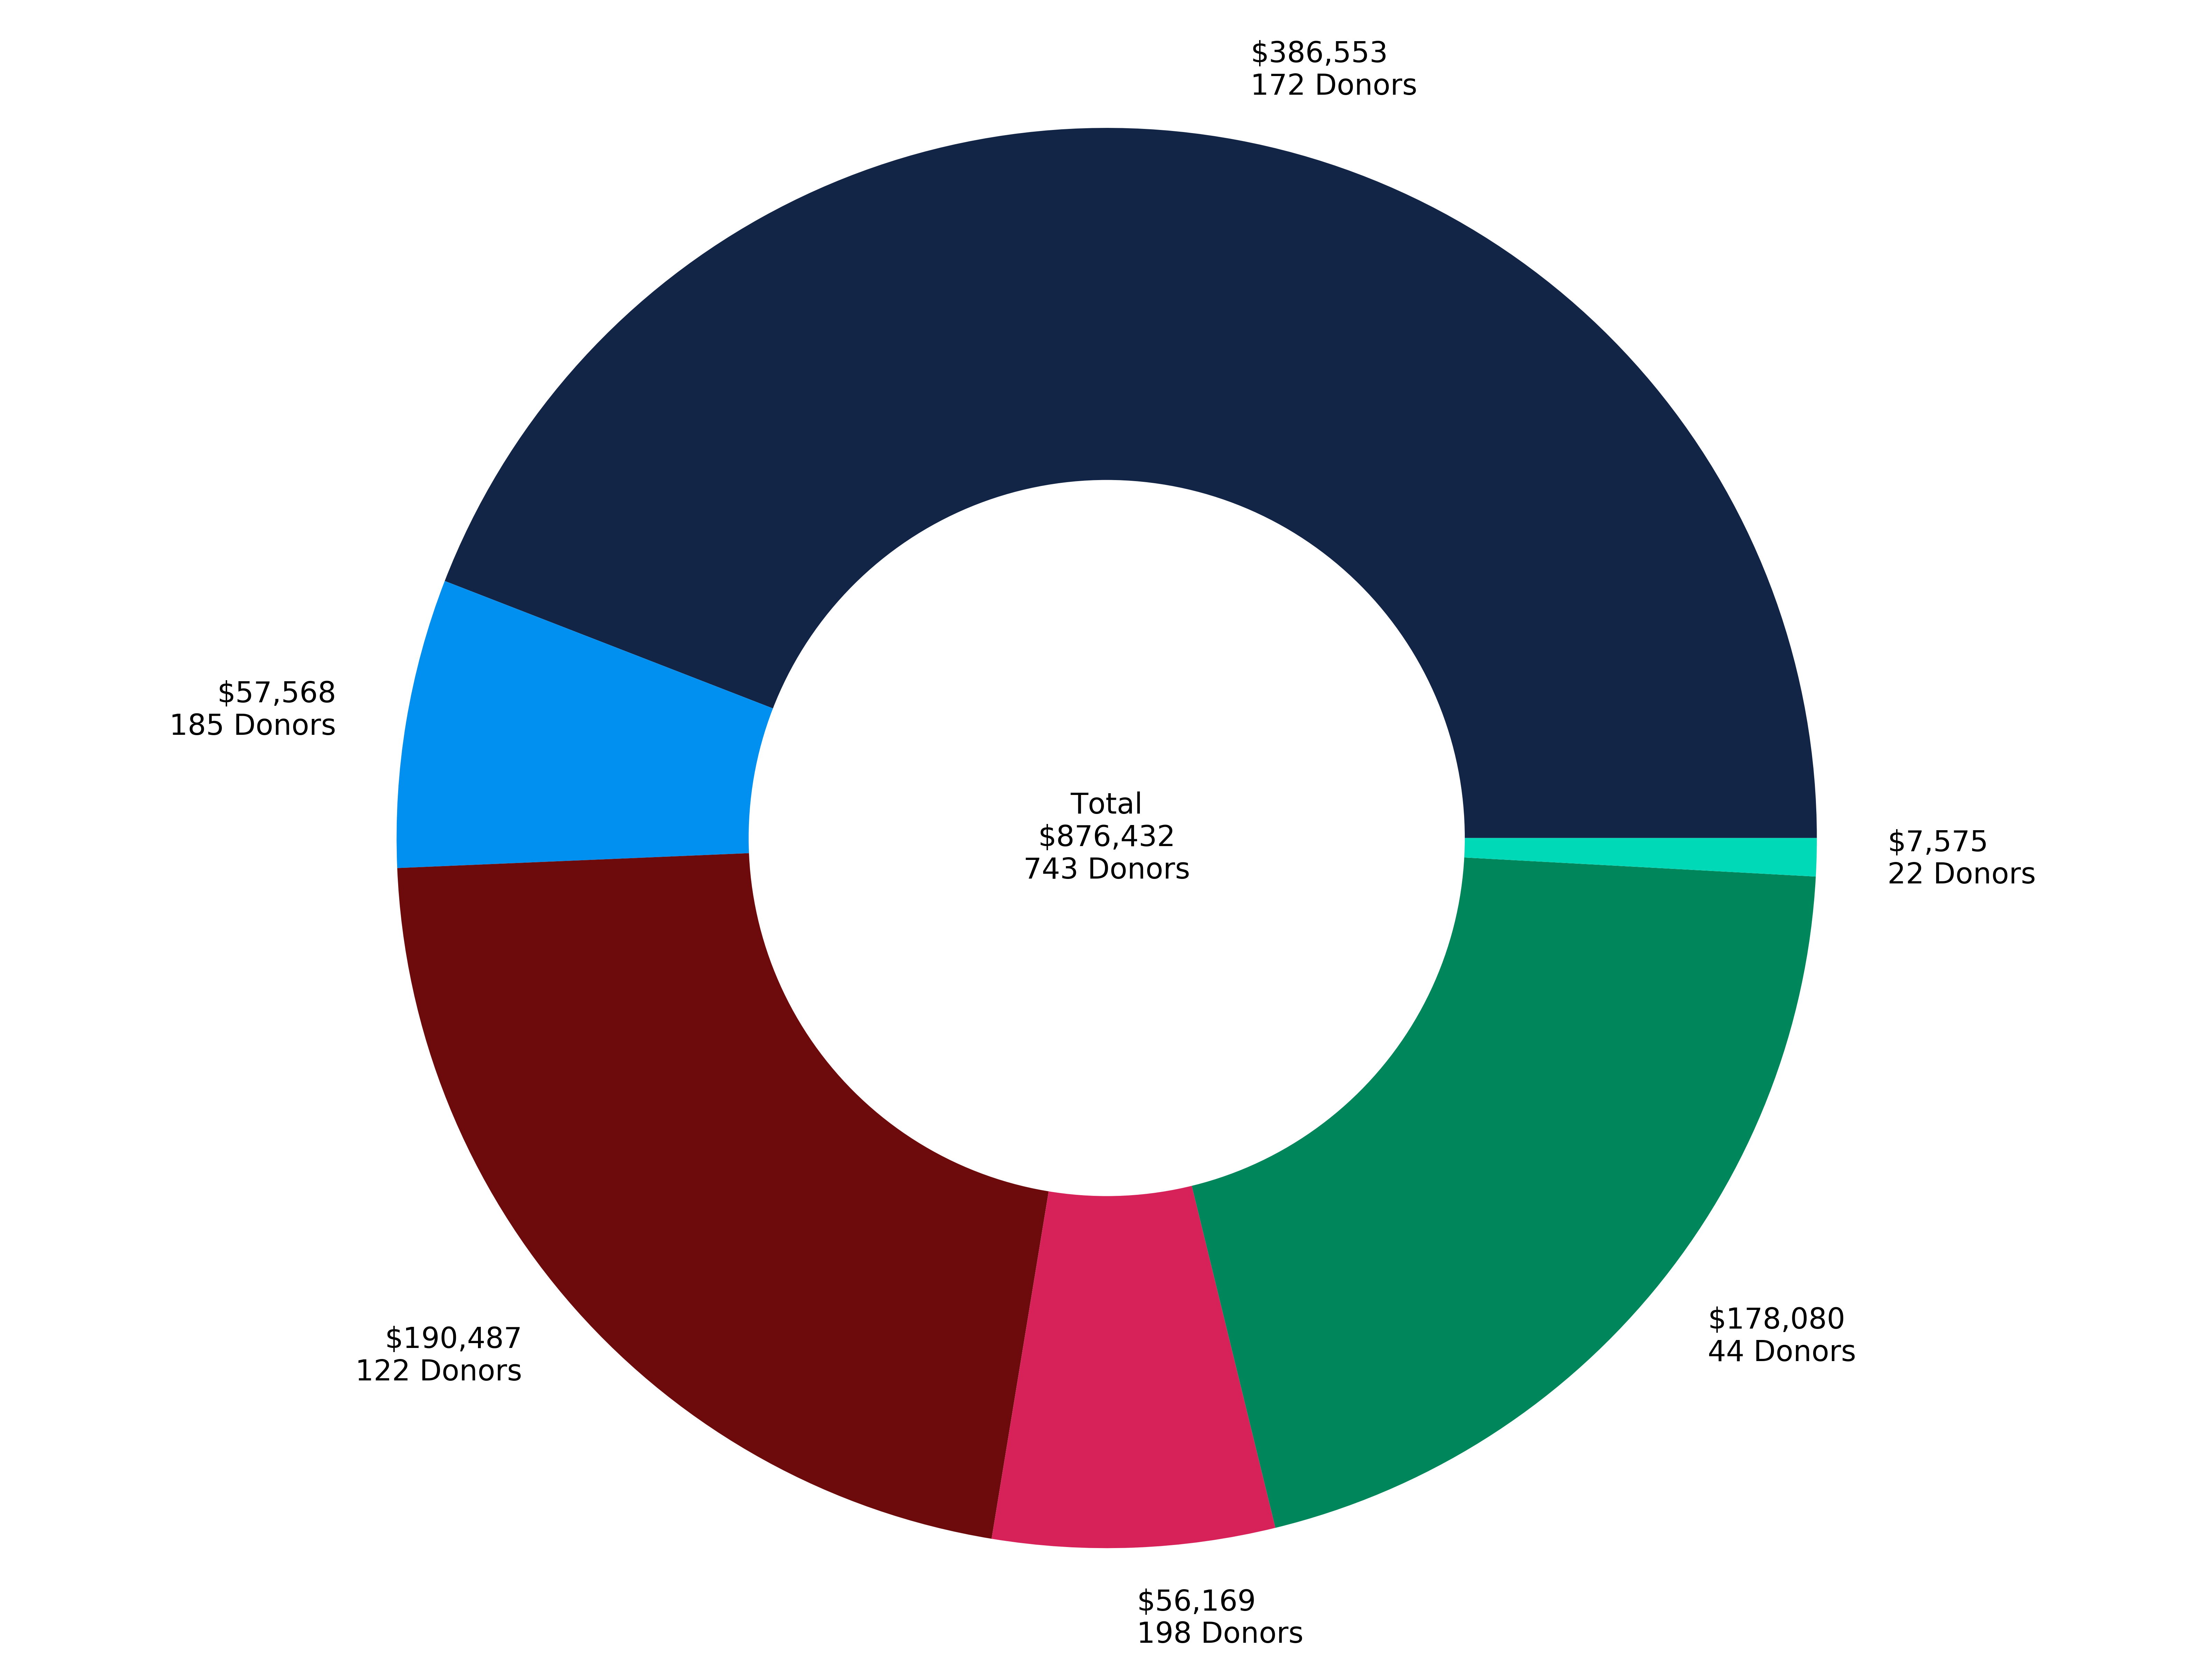 $386,553
172 Donors
$57,568
185 Donors
Total
$876,432
743 Donors
$7,575
22 Donors
$190,487
122 Donors
$178,080
44 Donors
$56,169
198 Donors